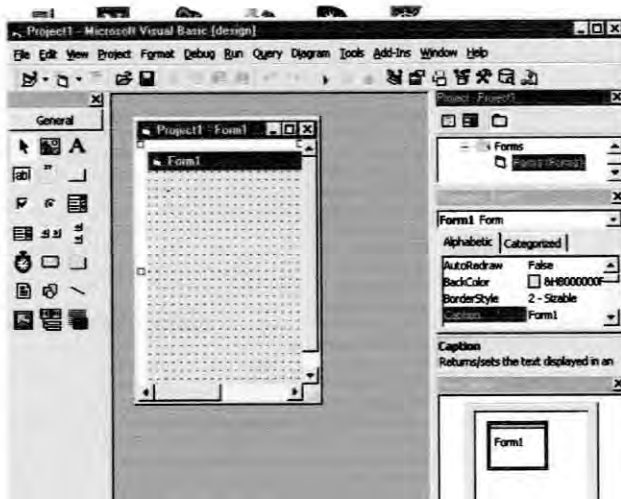 Project1 - Microsoft Visual Basic [design]
File Edit View Project Format Debug Run Query Diagram Tools Add-Ins Window Help
General
A
ab
Project1 - Form1
Form1
Project - Project1
Forms
Form1 (Form1)
Form1 Form
Alphabetic Categorized
AutoRedraw False
BackColor &H8000000F
BorderStyle 2 - Sizable
Caption Form1
Caption
Returns/sets the text displayed in an
Form1